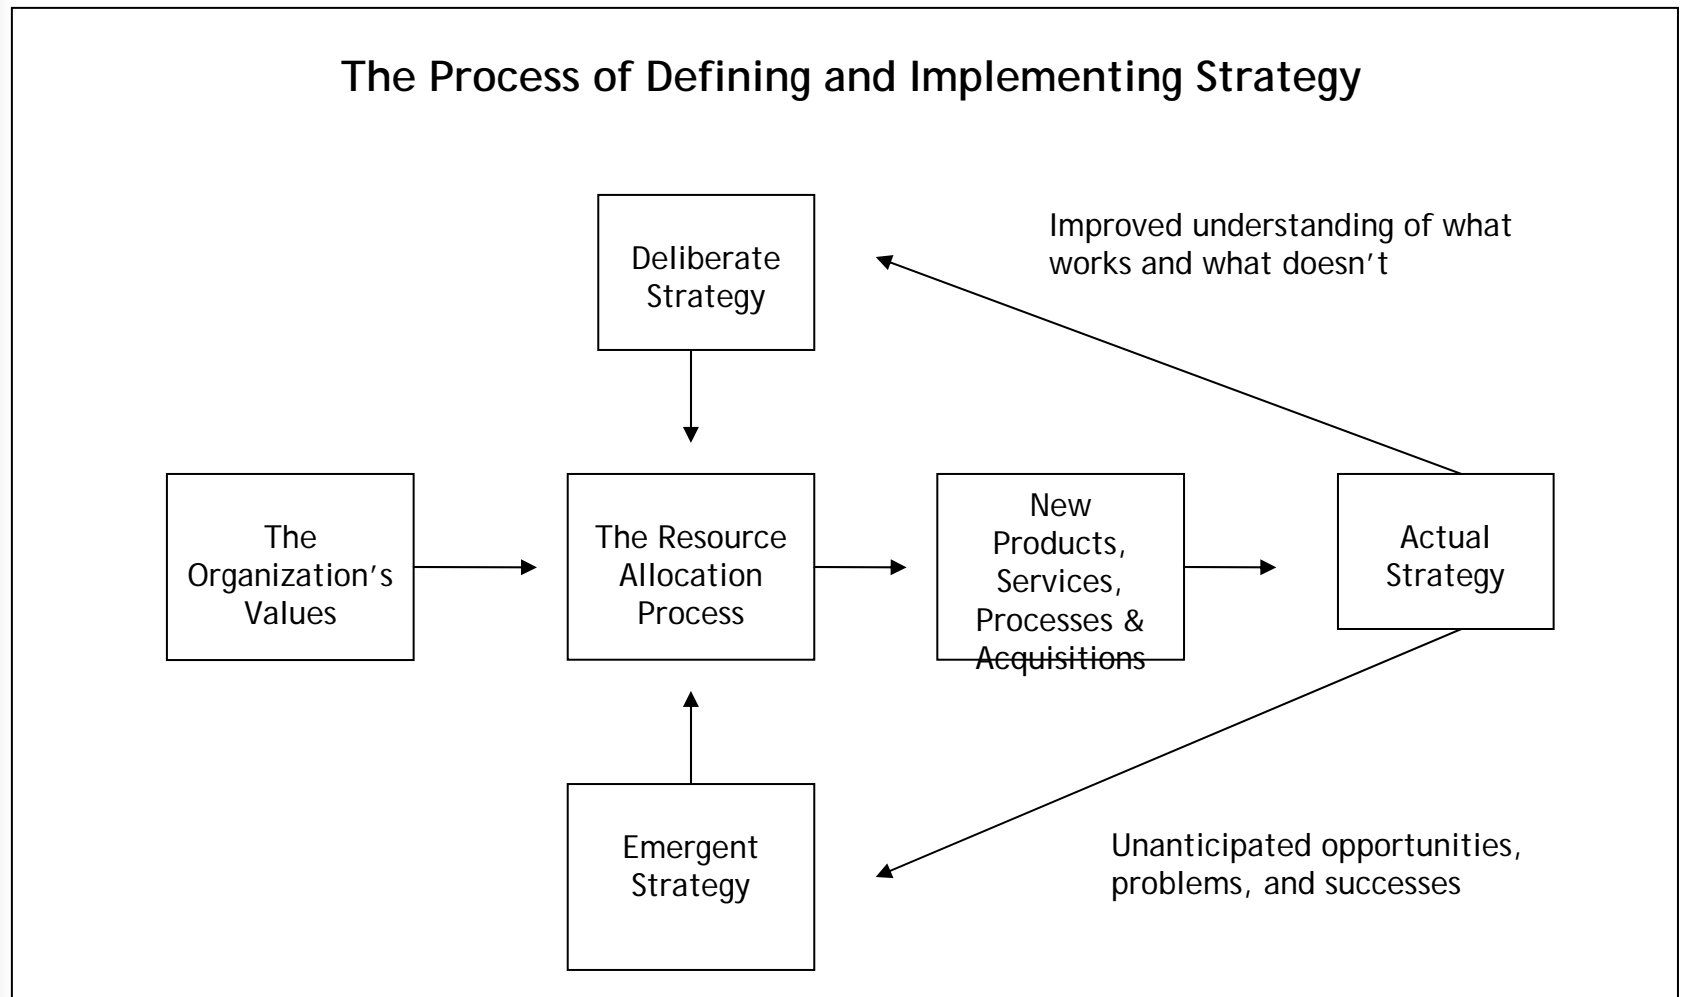 The Process of Defining and Implementing Strategy
Deliberate
Strategy
Improved understanding of what
works and what doesn’t
The
Organization’s
Values
The Resource
Allocation
Process
New
Products,
Services,
Processes &
Acquisitions
Actual
Strategy
Emergent
Strategy
Unanticipated opportunities,
problems, and successes